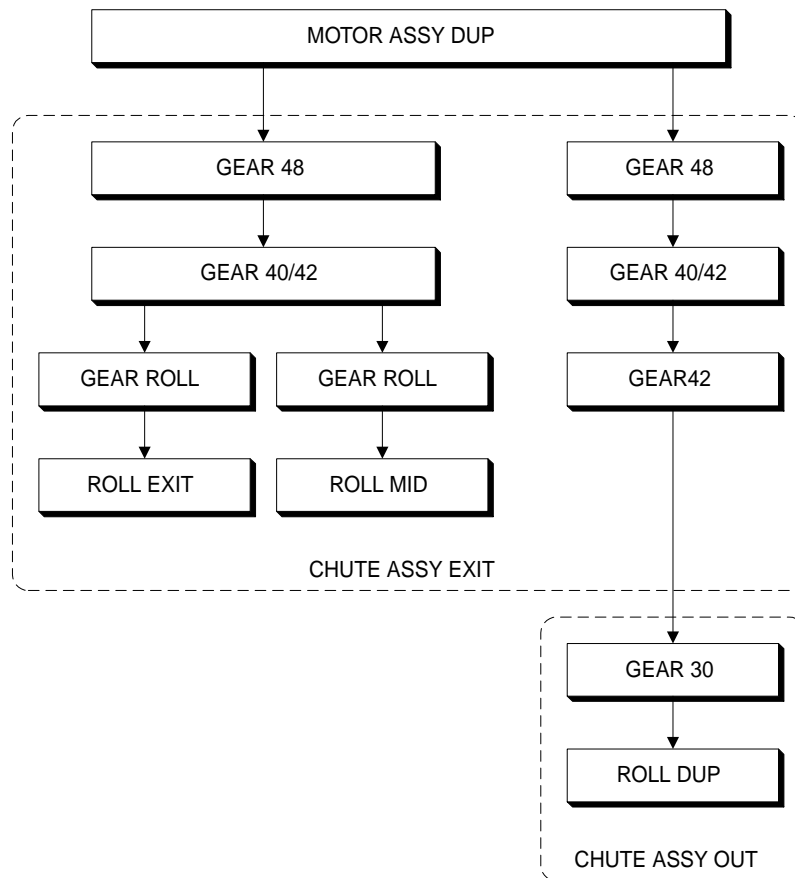 MOTOR ASSY DUP
GEAR 48
GEAR 48
GEAR 40/42
GEAR 40/42
GEAR ROLL
GEAR ROLL
GEAR42
ROLL EXIT
ROLL MID
CHUTE ASSY EXIT
GEAR 30
ROLL DUP
CHUTE ASSY OUT